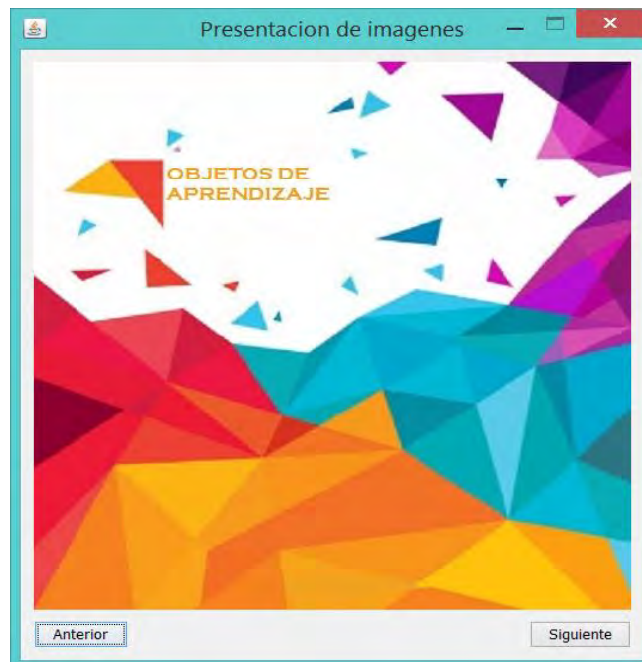 Presentacion de imagenes
OBJETOS DE
APRENDIZAJE
Anterior
Siguiente